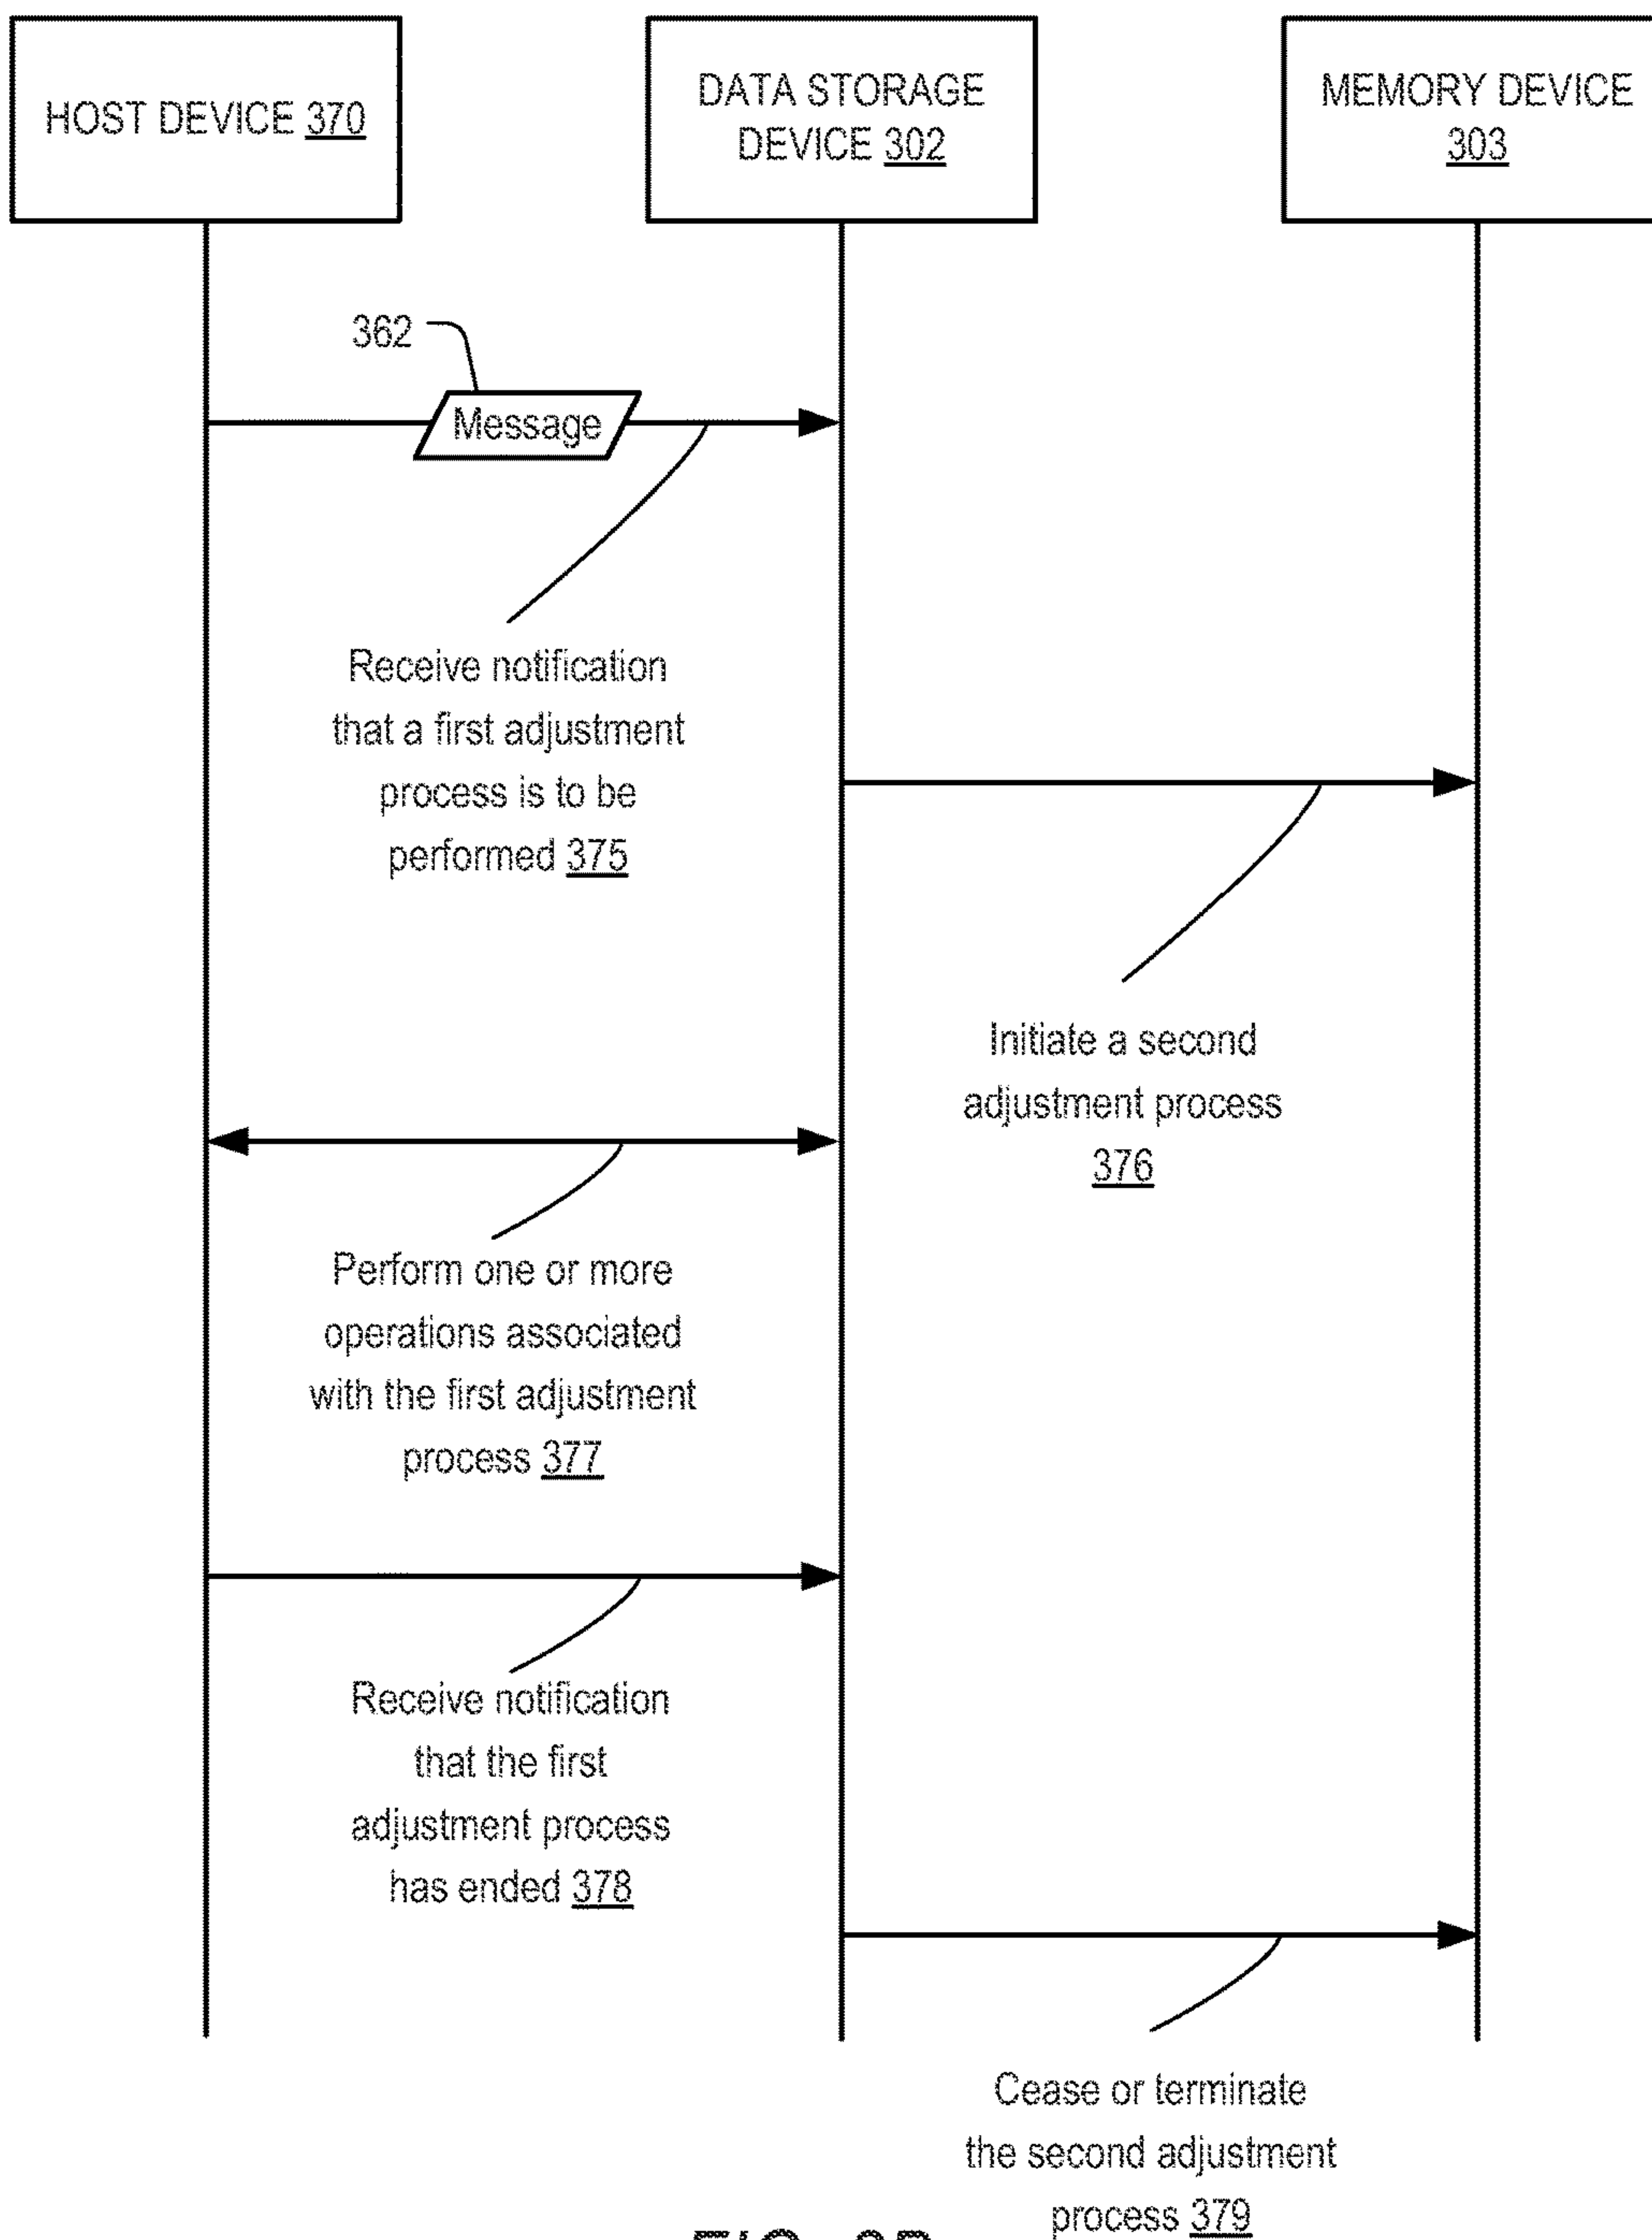 HOST DEVICE 370
DATA STORAGE
DEVICE 302
MEMORY DEVICE
303
362
Message
Receive notification
that a first adjustment
process is to be
performed 375
Initiate a second
adjustment process
376
Perform one or more
operations associated
with the first adjustment
process 377
Receive notification
that the first
adjustment process
has ended 378
Cease or terminate
the second adjustment
process 379